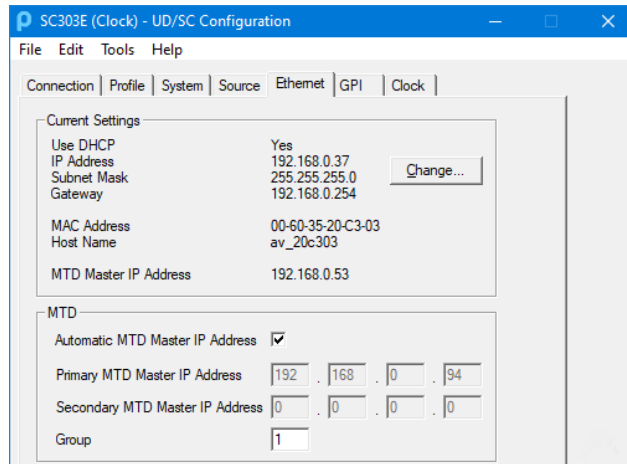 SC303E (Clock) - UD/SC Configuration
File Edit Tools Help
Connection Profile System Source Ethernet GPI Clock
Current Settings
Use DHCP Yes
IP Address 192.168.0.37
Subnet Mask 255.255.255.0
Change...
Gateway 192.168.0.254
MAC Address 00-60-35-20-C3-03
Host Name av_20c303
MTD Master IP Address 192.168.0.53
MTD
Automatic MTD Master IP Address
Primary MTD Master IP Address 192 . 168 . 0 . 94
Secondary MTD Master IP Address 0 . 0 . 0 . 0
Group 1